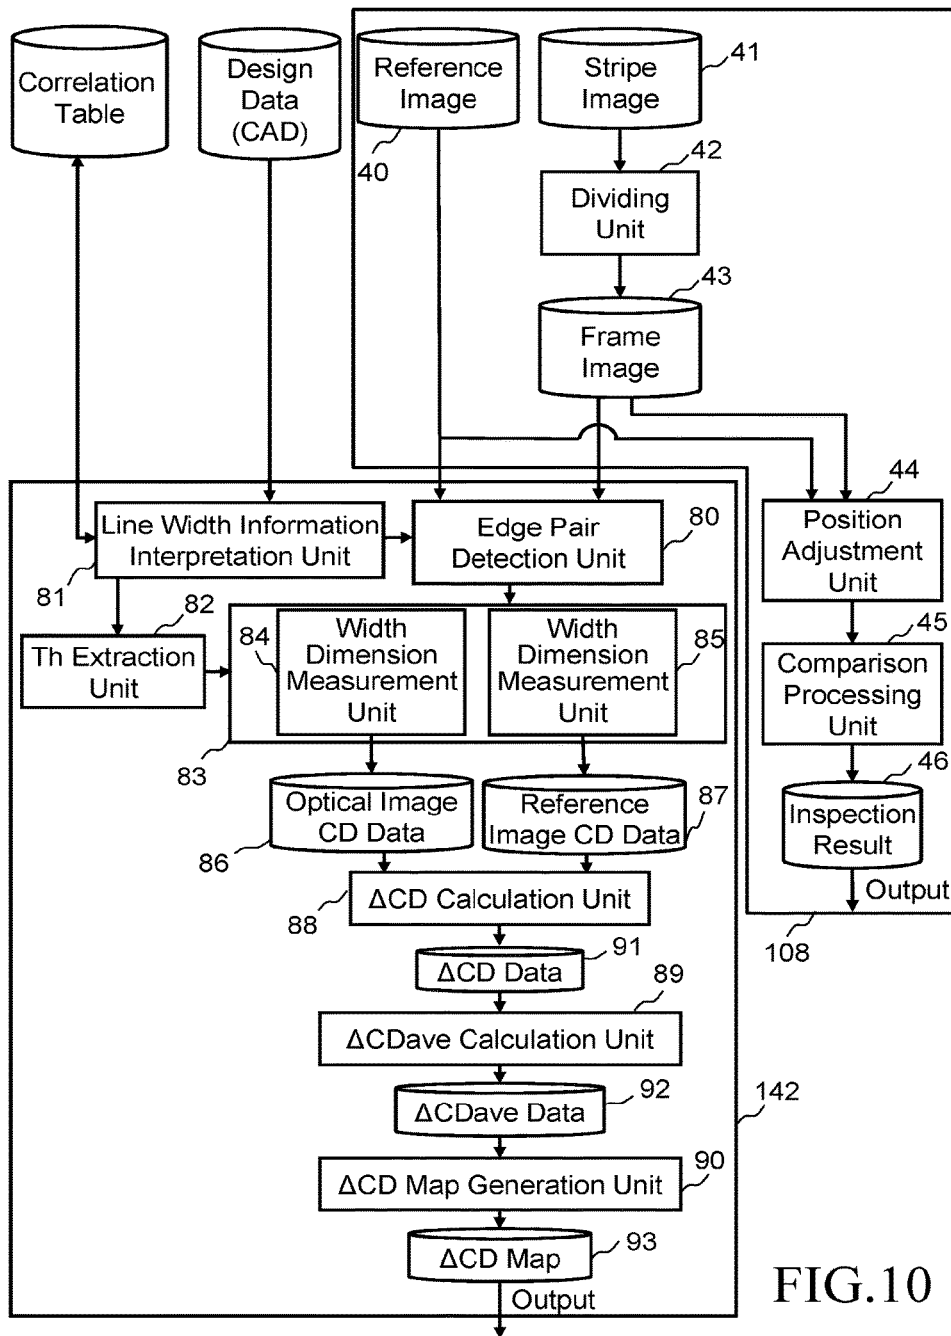 Correlation
Table
Design
Data
(CAD)
Reference
Image
40
Stripe
Image
41
42
Dividing
Unit
43
Frame
Image
Line Width Information
Interpretation Unit
81
Edge Pair
Detection Unit
80
44
Position
Adjustment
Unit
82
Th Extraction
Unit
84
Width
Dimension
Measurement
Unit
Width
Dimension
Measurement
Unit
85
83
45
Comparison
Processing
Unit
46
Inspection
Result
Output
108
Optical Image
CD Data
86
Reference
Image CD Data
87
ΔCD Calculation Unit
88
ΔCD Data
91
89
ΔCDave Calculation Unit
ΔCDave Data
92
142
ΔCD Map Generation Unit
90
ΔCD Map
93
Output
FIG.10